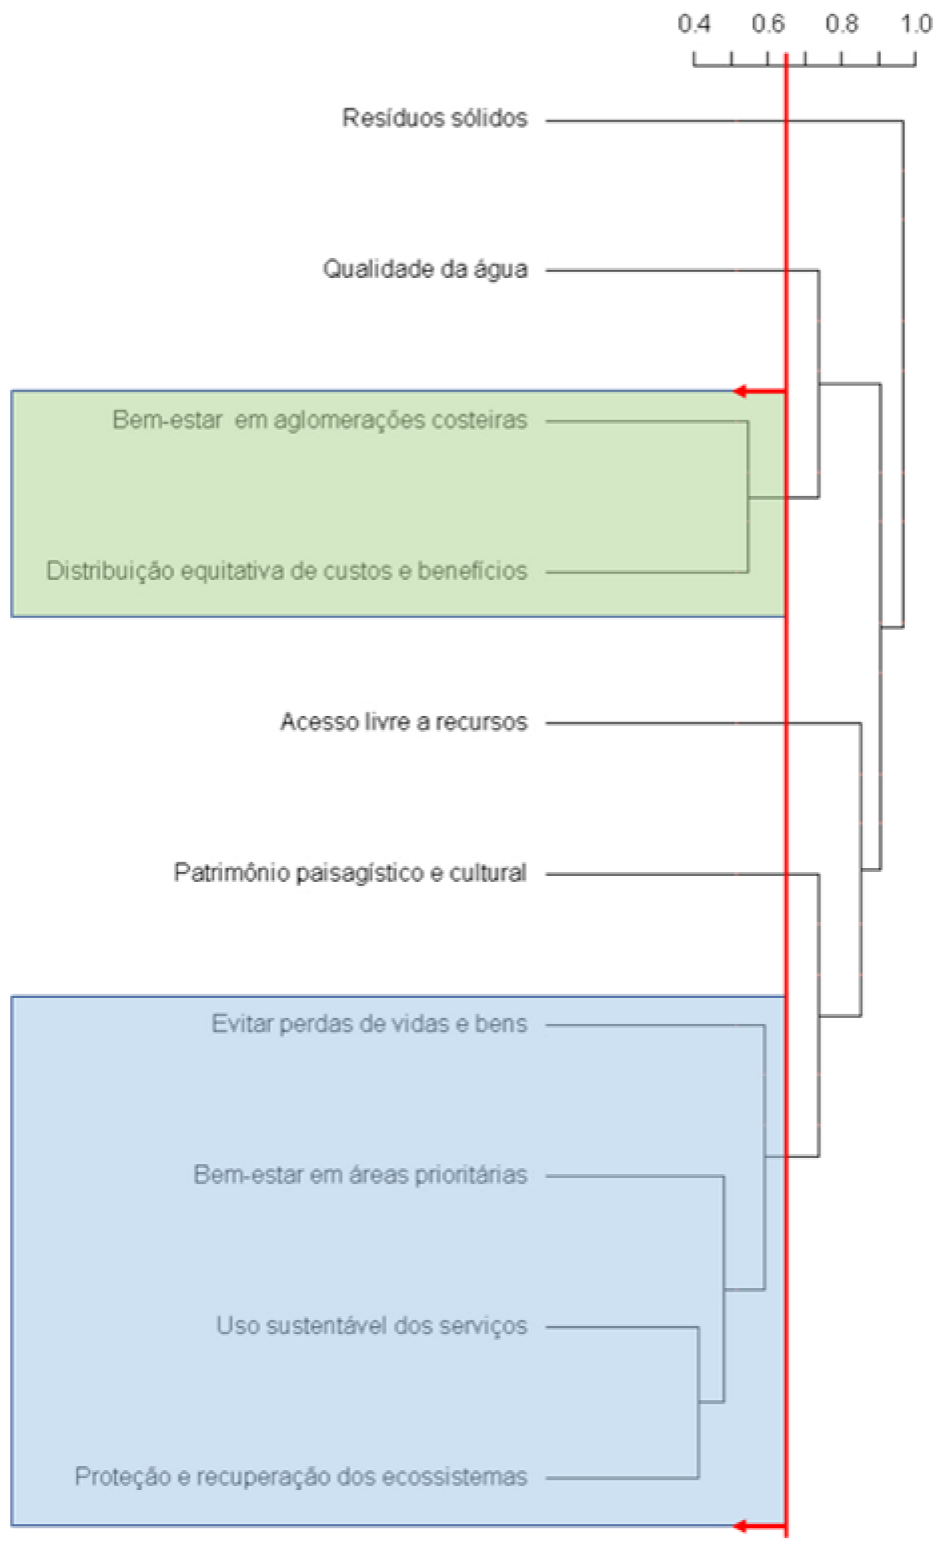 0.4 0.6 0.8 1.0
Resíduos sólidos
Qualidade da água
Bem-estar em aglomerações costeiras
Distribuição equitativa de custos e benefícios
Acesso livre a recursos
Patrimônio paisagístico e cultural
Evitar perdas de vidas e bens
Bem-estar em áreas prioritárias
Uso sustentável dos serviços
Proteção e recuperação dos ecossistemas